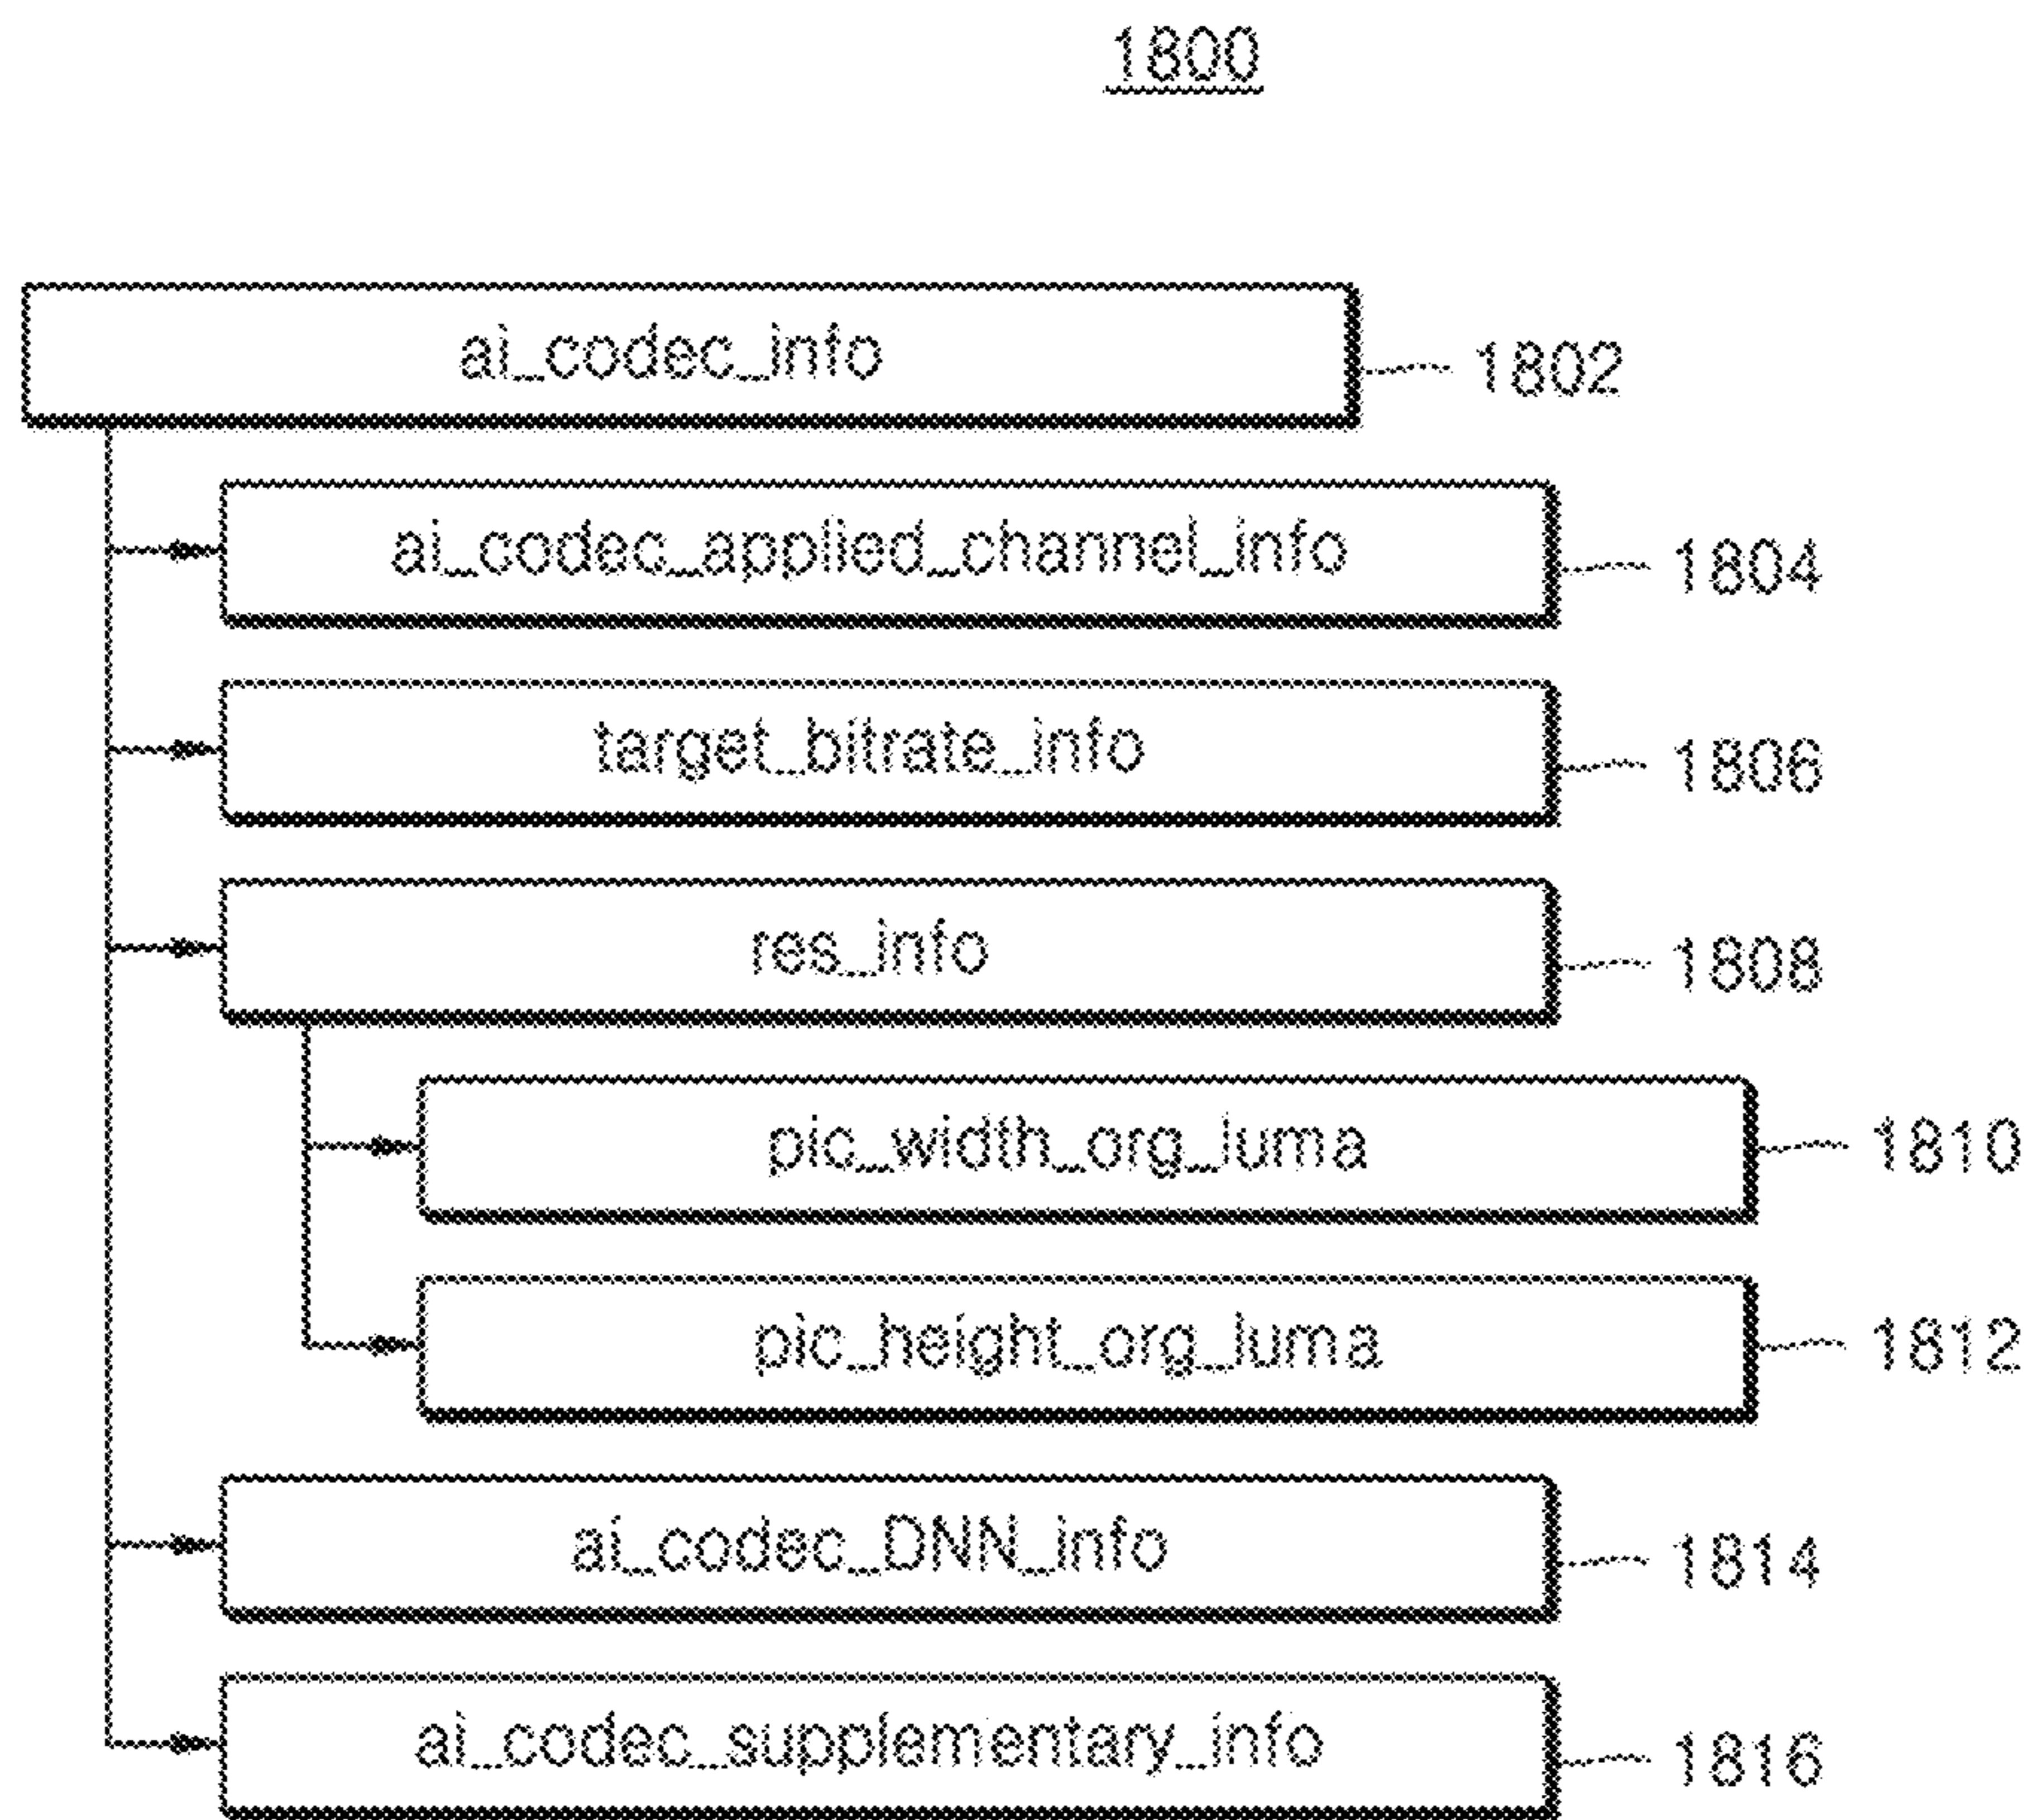 1800
ai_codec_info 1802
ai_codec_applied_channel_info 1804
target_bitrate_info 1806
res_info 1808
pic_width_org_luma 1810
pic_height_org_luma 1812
ai_codec_DNN_info 1814
ai_codec_supplementary_info 1816